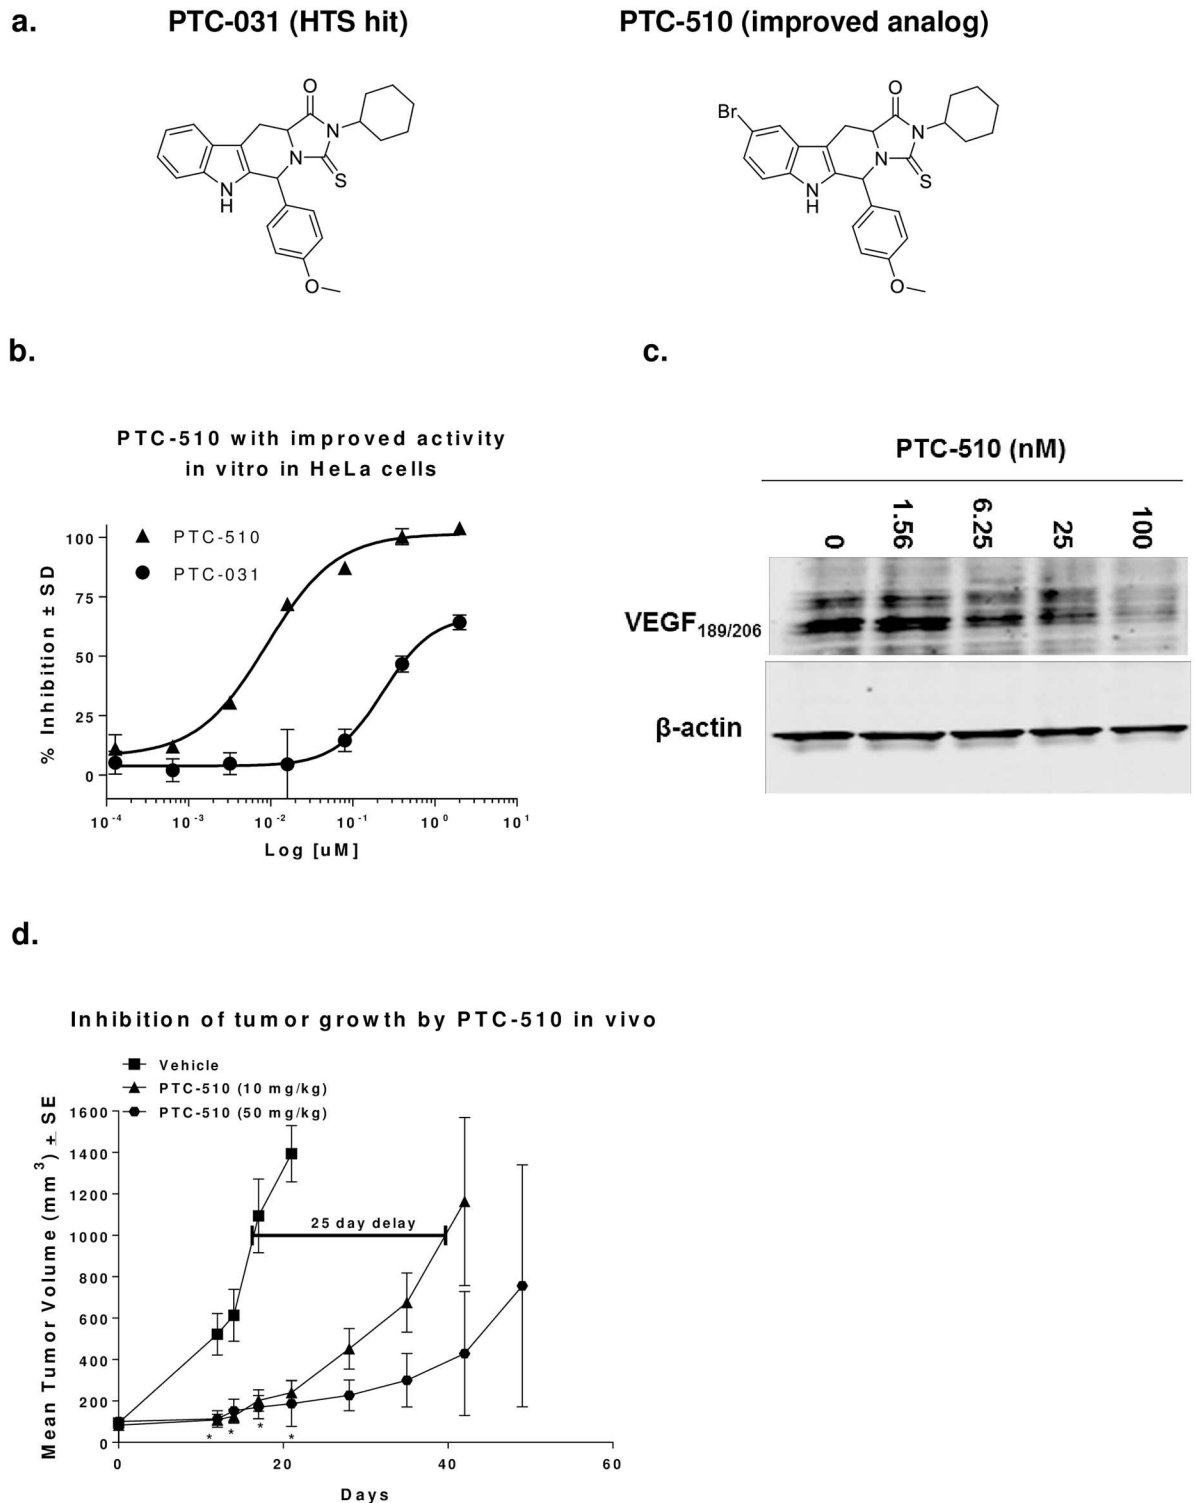 a.
PTC-031 (HTS hit)
PTC-510 (improved analog)
O
N
N
S
N
H
O
Br
O
N
N
S
N
H
O
b.
c.
PTC-510 with improved activity
in vitro in HeLa cells
PTC-510
PTC-031
% Inhibition ± SD
100
75
50
25
0
10⁻⁴ 10⁻³ 10⁻² 10⁻¹ 10⁰ 10¹
Log [uM]
PTC-510 (nM)
0 1.56 6.25 25 100
VEGF₁₈₉/₂₀₆
β-actin
d.
Inhibition of tumor growth by PTC-510 in vivo
Vehicle
PTC-510 (10 mg/kg)
PTC-510 (50 mg/kg)
Mean Tumor Volume (mm³) ± SE
1600
1400
1200
1000
800
600
400
200
0
25 day delay
* * * *
0 20 40 60
Days